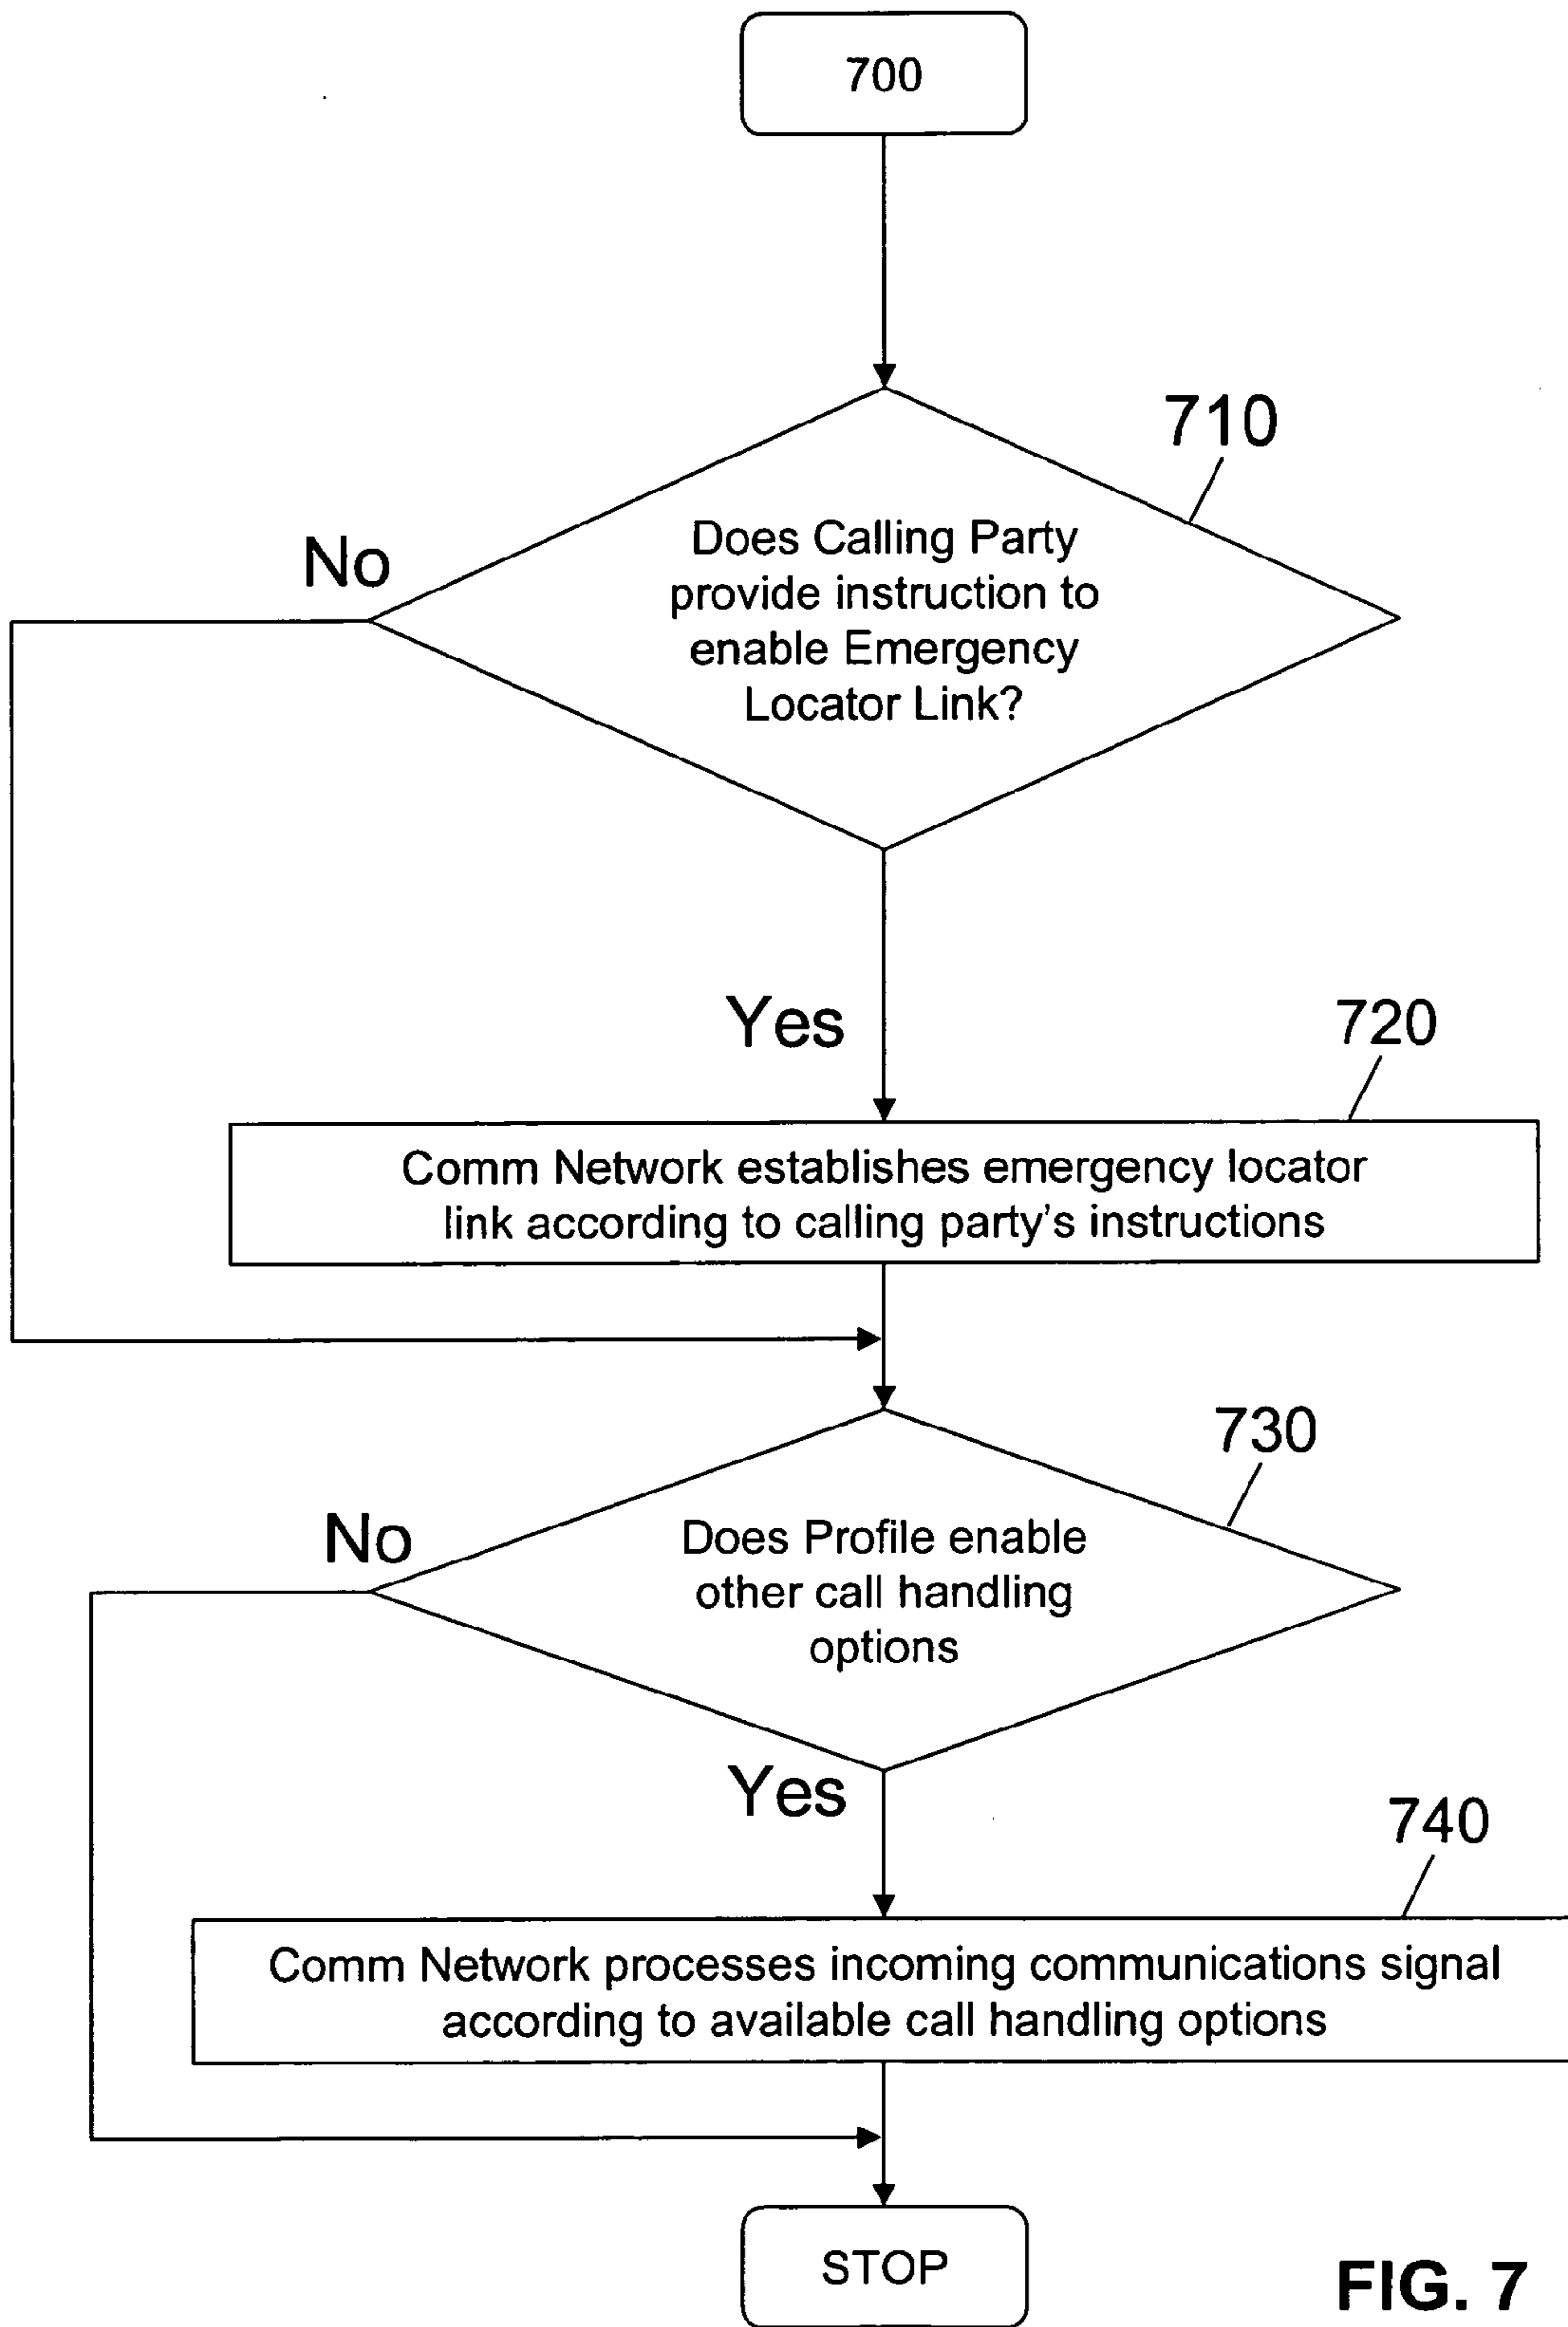 700
710
Does Calling Party
provide instruction to
enable Emergency
Locator Link?
No
Yes
720
Comm Network establishes emergency locator
link according to calling party's instructions
730
Does Profile enable
other call handling
options
No
Yes
740
Comm Network processes incoming communications signal
according to available call handling options
STOP
FIG. 7